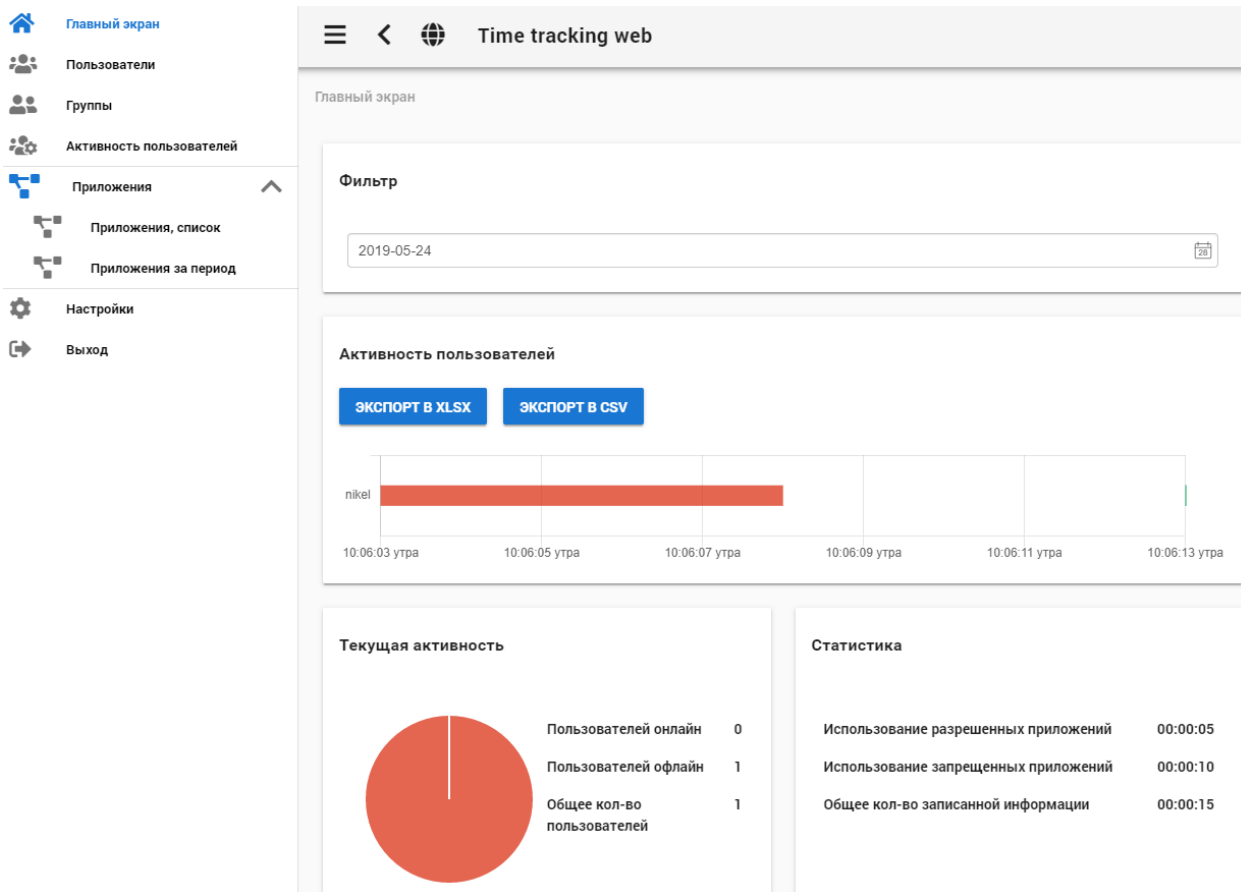 Главный экран
Пользователи
Группы
Активность пользователей
Приложения
Приложения, список
Приложения за период
Настройки
Выход
Time tracking web
Главный экран
Фильтр
2019-05-24
28
Активность пользователей
ЭКСПОРТ В XLSX
ЭКСПОРТ В CSV
nikel
10:06:03 утра 10:06:05 утра 10:06:07 утра 10:06:09 утра 10:06:11 утра 10:06:13 утра
Текущая активность
Пользователей онлайн 0
Пользователей офлайн 1
Общее кол-во 1
пользователей
Статистика
Использование разрешенных приложений 00:00:05
Использование запрещенных приложений 00:00:10
Общее кол-во записанной информации 00:00:15